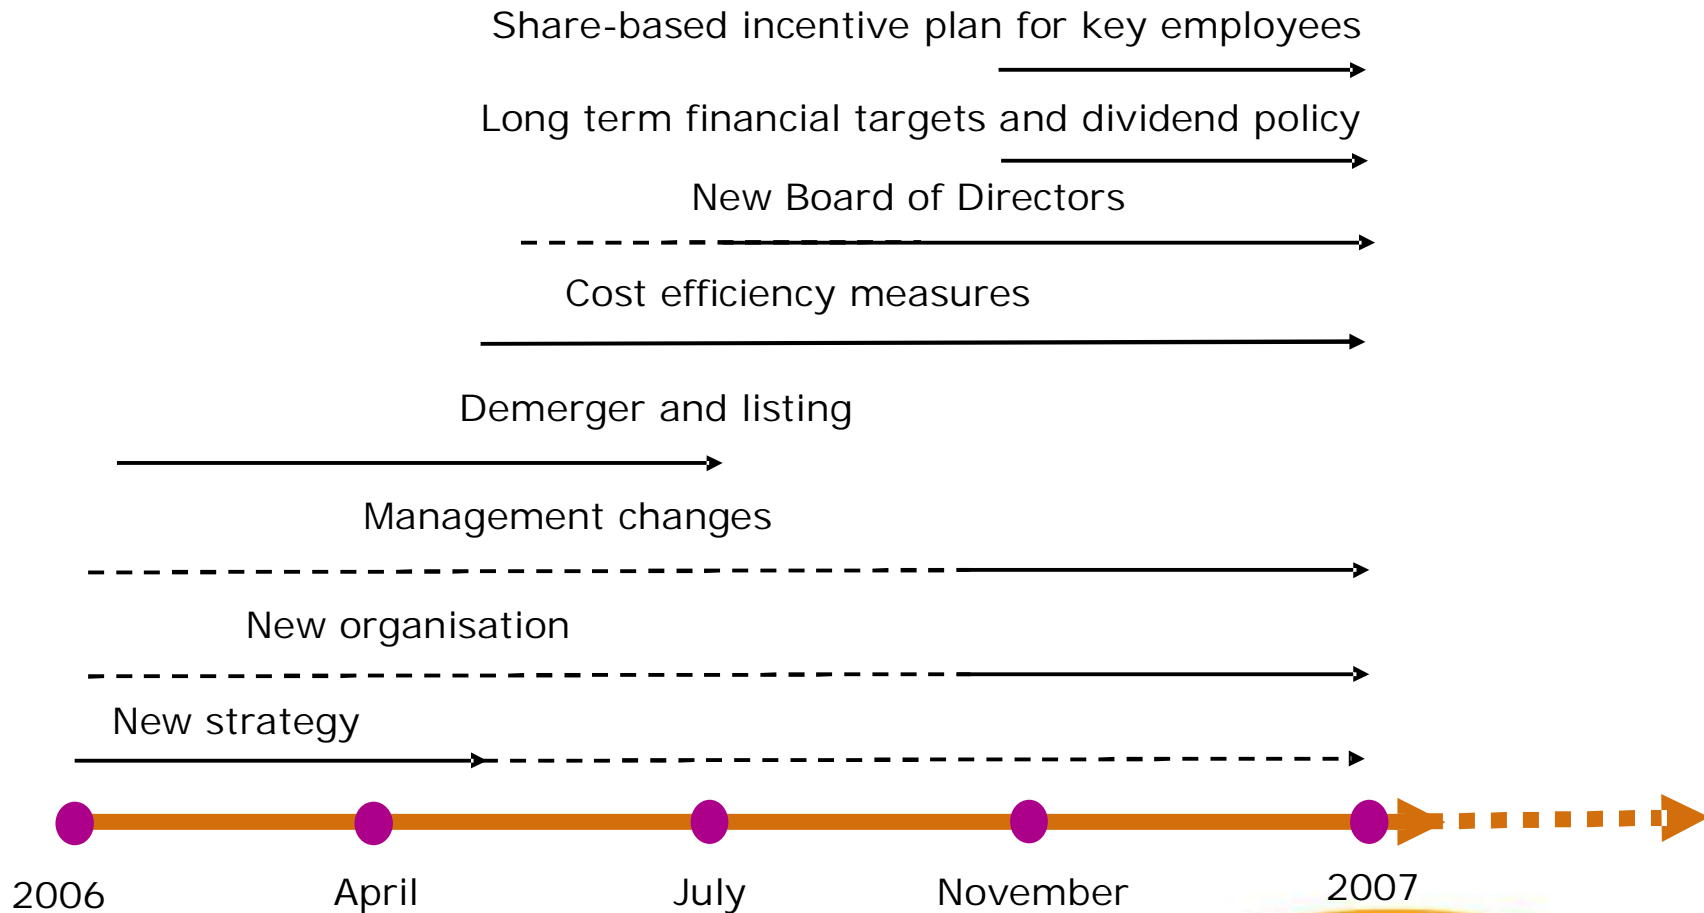 Share-based incentive plan for key employees
Long term financial targets and dividend policy
New Board of Directors
Cost efficiency measures
Demerger and listing
Management changes
New organisation
New strategy
2006
April
July
November
2007